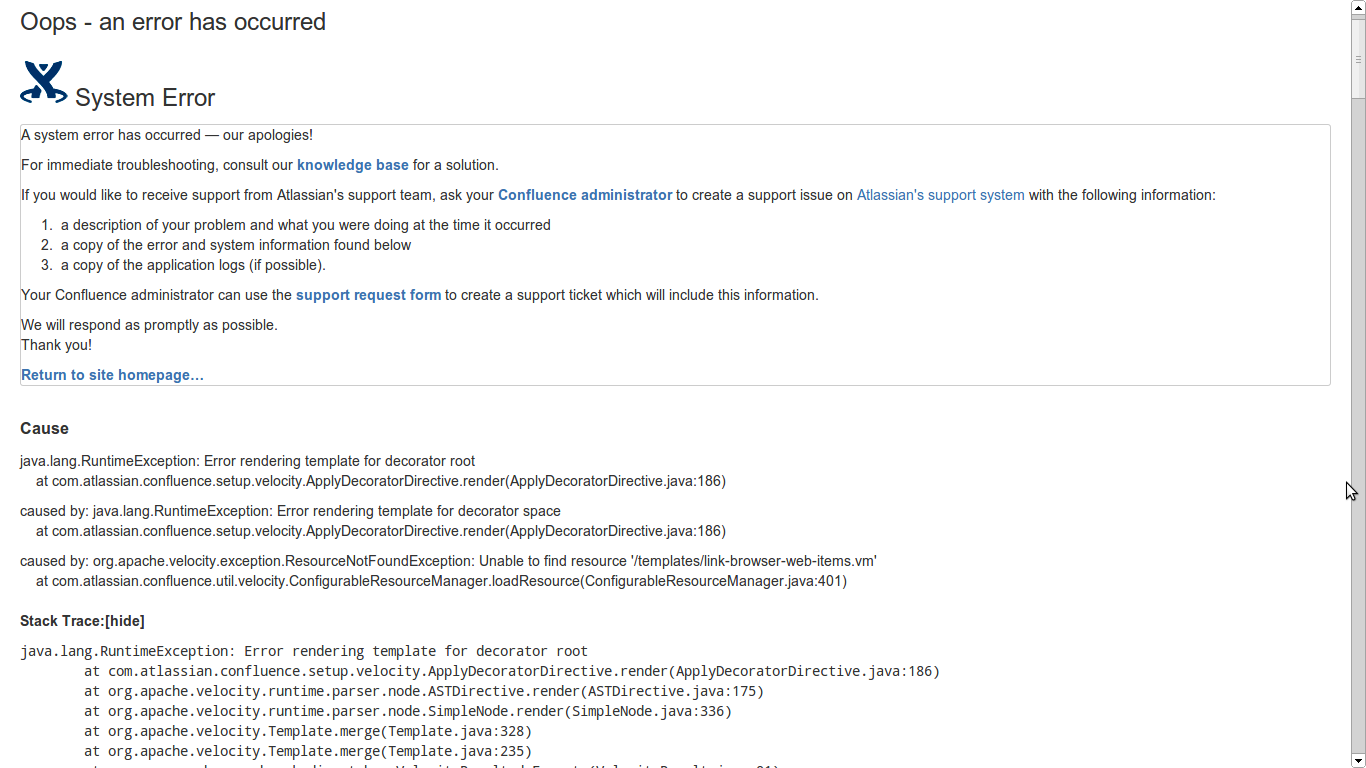 Oops - an error has occurred
System Error
A system error has occurred — our apologies!
For immediate troubleshooting, consult our knowledge base for a solution.
If you would like to receive support from Atlassian's support team, ask your Confluence administrator to create a support issue on Atlassian's support system with the following information:
1. a description of your problem and what you were doing at the time it occurred
2. a copy of the error and system information found below
3. a copy of the application logs (if possible).
Your Confluence administrator can use the support request form to create a support ticket which will include this information.
We will respond as promptly as possible.
Thank you!
Return to site homepage…
Cause
java.lang.RuntimeException: Error rendering template for decorator root
at com.atlassian.confluence.setup.velocity.ApplyDecoratorDirective.render(ApplyDecoratorDirective.java:186)
caused by: java.lang.RuntimeException: Error rendering template for decorator space
at com.atlassian.confluence.setup.velocity.ApplyDecoratorDirective.render(ApplyDecoratorDirective.java:186)
caused by: org.apache.velocity.exception.ResourceNotFoundException: Unable to find resource '/templates/link-browser-web-items.vm'
at com.atlassian.confluence.util.velocity.ConfigurableResourceManager.loadResource(ConfigurableResourceManager.java:401)
Stack Trace:[hide]
java.lang.RuntimeException: Error rendering template for decorator root
at com.atlassian.confluence.setup.velocity.ApplyDecoratorDirective.render(ApplyDecoratorDirective.java:186)
at org.apache.velocity.runtime.parser.node.ASTDirective.render(ASTDirective.java:175)
at org.apache.velocity.runtime.parser.node.SimpleNode.render(SimpleNode.java:336)
at org.apache.velocity.Template.merge(Template.java:328)
at org.apache.velocity.Template.merge(Template.java:235)